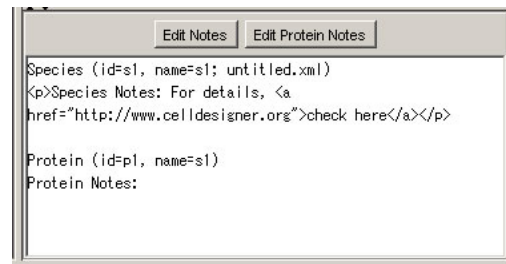 Edit Notes Edit Protein Notes
Species (id=s1, name=s1; untitled.xml)
<p>Species Notes: For details, <a
href="http://www.celldesigner.org">check here</a></p>
Protein (id=p1, name=s1)
Protein Notes: